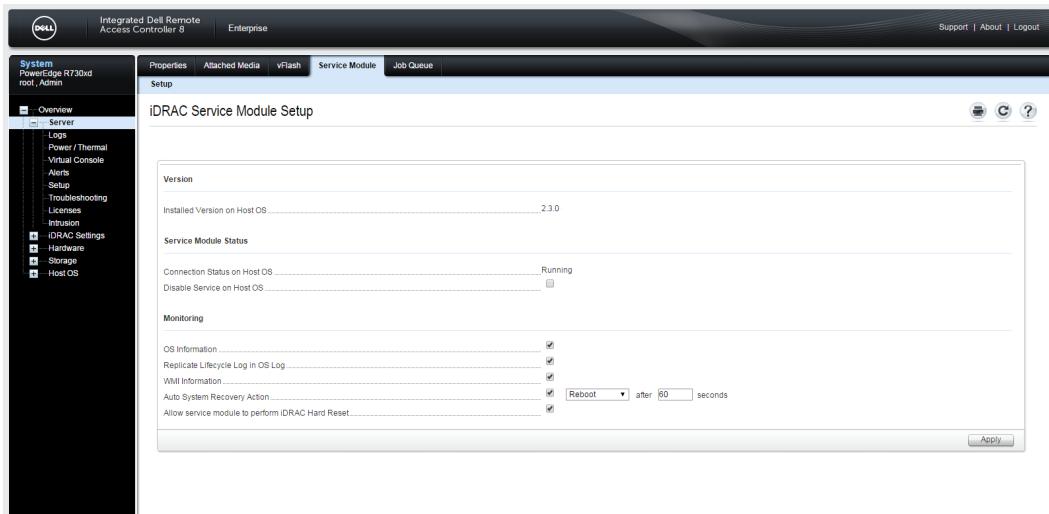 DELL
Integrated Dell Remote
Access Controller 8
Enterprise
Support | About | Logout
System
PowerEdge R730xd
root , Admin
Properties Attached Media vFlash Service Module Job Queue
Setup
Overview
Server
Logs
Power / Thermal
Virtual Console
Alerts
Setup
Troubleshooting
Licenses
Intrusion
iDRAC Settings
Hardware
Storage
Host OS
iDRAC Service Module Setup
?
Version
Installed Version on Host OS 2.3.0
Service Module Status
Connection Status on Host OS Running
Disable Service on Host OS
Monitoring
OS Information
Replicate Lifecycle Log in OS Log
WMI Information
Auto System Recovery Action Reboot after 60 seconds
Allow service module to perform iDRAC Hard Reset
Apply